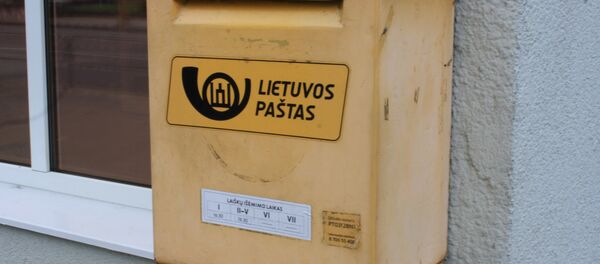 LIETUVOS
PAŠTAS
LAIŠKŲ IŠĖMIMO LAIKAS
I II-V VI VII